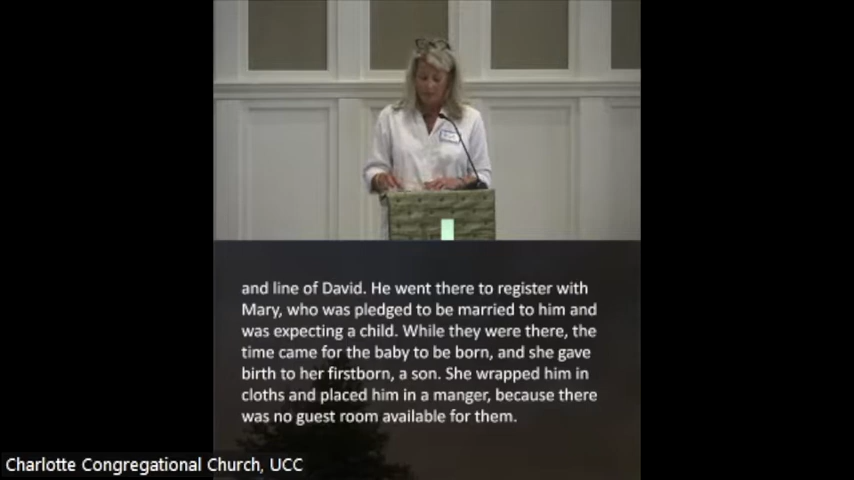 and line of David. He went there to register with
Mary, who was pledged to be married to him and
was expecting a child. While they were there, the
time came for the baby to be born, and she gave
birth to her firstborn, a son. She wrapped him in
cloths and placed him in a manger, because there
was no guest room available for them.
Charlotte Congregational Church, UCC